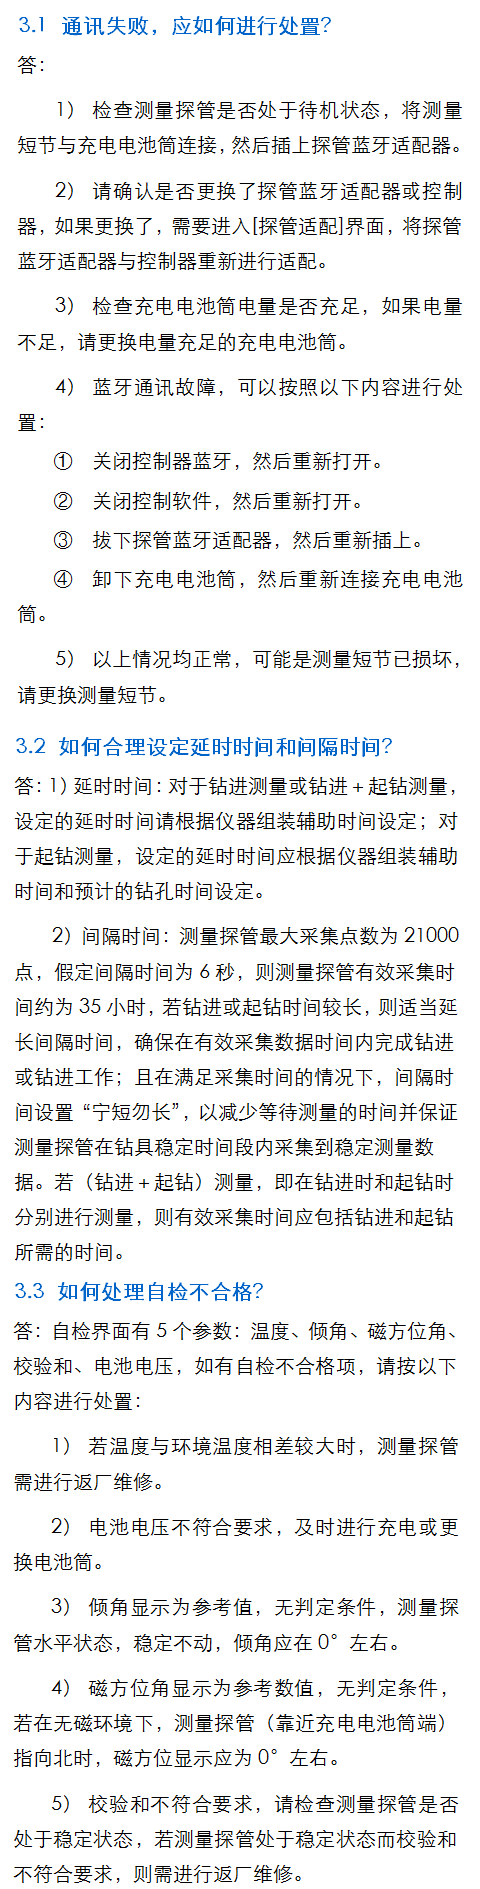 3.1 通讯失败，应如何进行处置？
答：
1） 检查测量探管是否处于待机状态，将测量
短节与充电电池筒连接，然后插上探管蓝牙适配器。
2） 请确认是否更换了探管蓝牙适配器或控制
器，如果更换了，需要进入[探管适配]界面，将探管
蓝牙适配器与控制器重新进行适配。
3） 检查充电电池筒电量是否充足，如果电量
不足，请更换电量充足的充电电池筒。
4） 蓝牙通讯故障，可以按照以下内容进行处
置：
① 关闭控制器蓝牙，然后重新打开。
② 关闭控制软件，然后重新打开。
③ 拔下探管蓝牙适配器，然后重新插上。
④ 卸下充电电池筒，然后重新连接充电电池
筒。
5） 以上情况均正常，可能是测量短节已损坏，
请更换测量短节。
3.2 如何合理设定延时时间和间隔时间？
答：1）延时时间：对于钻进测量或钻进＋起钻测量，
设定的延时时间请根据仪器组装辅助时间设定；对
于起钻测量，设定的延时时间应根据仪器组装辅助
时间和预计的钻孔时间设定。
2）间隔时间：测量探管最大采集点数为 21000
点，假定间隔时间为 6 秒，则测量探管有效采集时
间约为 35 小时，若钻进或起钻时间较长，则适当延
长间隔时间，确保在有效采集数据时间内完成钻进
或钻进工作；且在满足采集时间的情况下，间隔时
间设置“宁短勿长”，以减少等待测量的时间并保证
测量探管在钻具稳定时间段内采集到稳定测量数
据。若（钻进＋起钻）测量，即在钻进时和起钻时
分别进行测量，则有效采集时间应包括钻进和起钻
所需的时间。
3.3 如何处理自检不合格？
答：自检界面有 5 个参数：温度、倾角、磁方位角、
校验和、电池电压，如有自检不合格项，请按以下
内容进行处置：
1） 若温度与环境温度相差较大时，测量探管
需进行返厂维修。
2） 电池电压不符合要求，及时进行充电或更
换电池筒。
3） 倾角显示为参考值，无判定条件，测量探
管水平状态，稳定不动，倾角应在 0°左右。
4） 磁方位角显示为参考数值，无判定条件，
若在无磁环境下，测量探管（靠近充电电池筒端）
指向北时，磁方位显示应为 0°左右。
5） 校验和不符合要求，请检查测量探管是否
处于稳定状态，若测量探管处于稳定状态而校验和
不符合要求，则需进行返厂维修。